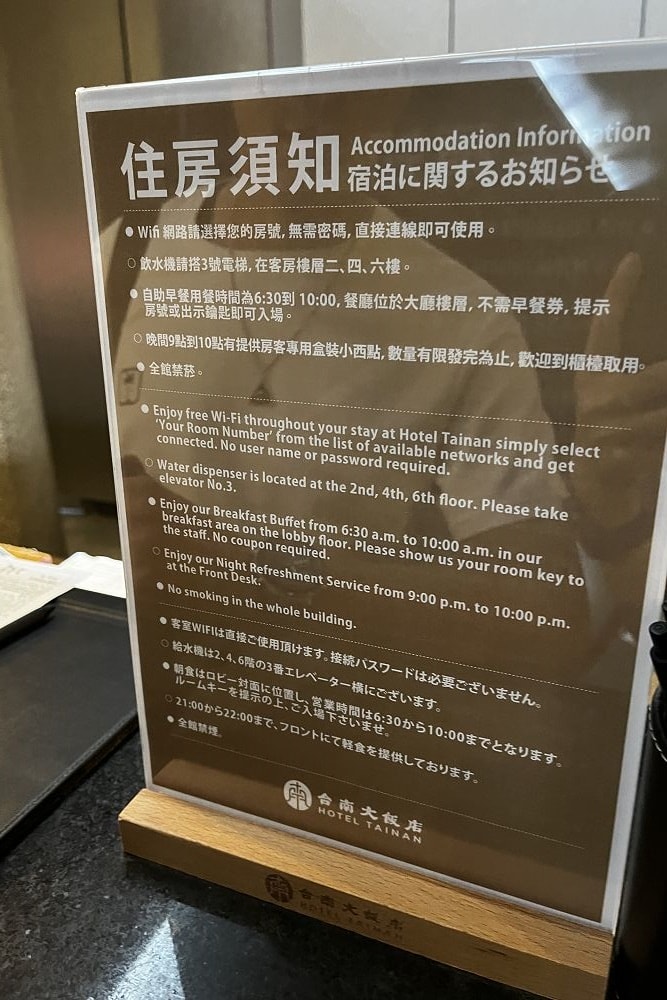 住房須知
Accommodation Information
宿泊に関するお知らせ
● Wifi 網路請選擇您的房號, 無需密碼, 直接連線即可使用。
○ 飲水機請搭3號電梯, 在客房樓層二、四、六樓。
● 自助早餐用餐時間為6:30到 10:00, 餐廳位於大廳樓層, 不需早餐券, 提示
房號或出示鑰匙即可入場。
○ 晚間9點到10點有提供房客專用盒裝小西點, 數量有限發完為止, 歡迎到櫃檯取用。
● 全館禁菸。
● Enjoy free Wi-Fi throughout your stay at Hotel Tainan simply select
'Your Room Number' from the list of available networks and get
connected. No user name or password required.
○ Water dispenser is located at the 2nd, 4th, 6th floor. Please take
elevator No.3.
● Enjoy our Breakfast Buffet from 6:30 a.m. to 10:00 a.m. in our
breakfast area on the lobby floor. Please show us your room key to
the staff. No coupon required.
○ Enjoy our Night Refreshment Service from 9:00 p.m. to 10:00 p.m.
at the Front Desk.
● No smoking in the whole building.
● 客室WIFIは直接ご使用頂けます。接続パスワードは必要ございません。
○ 給水機は2、4、6階の3番エレベーター横にございます。
● 朝食はロビー対面に位置し、営業時間は6:30から10:00までとなります。
ルームキーを提示の上、ご入場下さいませ。
○ 21:00から22:00まで、フロントにて軽食を提供しております。
● 全館禁煙。
台南大飯店
HOTEL TAINAN
台南大飯店
HOTEL TAINAN